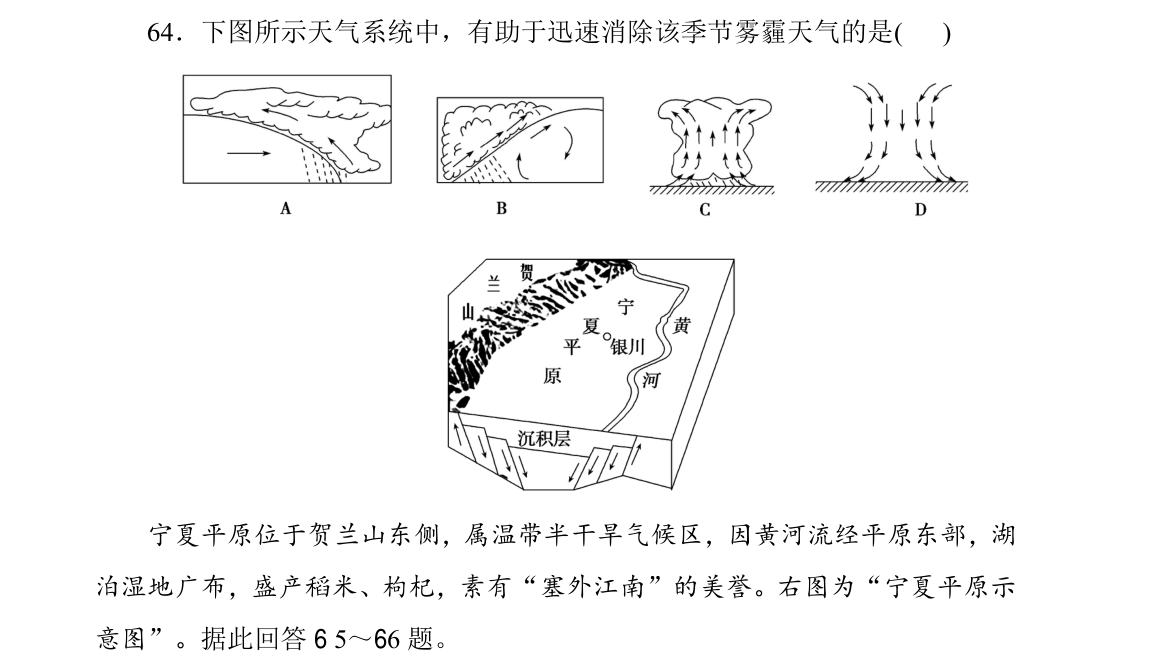 64．下图所示天气系统中，有助于迅速消除该季节雾霾天气的是(　　)
A
B
C
D
贺
兰
山
宁
夏
平
原
银川
黄
河
沉积层
宁夏平原位于贺兰山东侧，属温带半干旱气候区，因黄河流经平原东部，湖
泊湿地广布，盛产稻米、枸杞，素有“塞外江南”的美誉。右图为“宁夏平原示
意图”。据此回答 6 5～66 题。